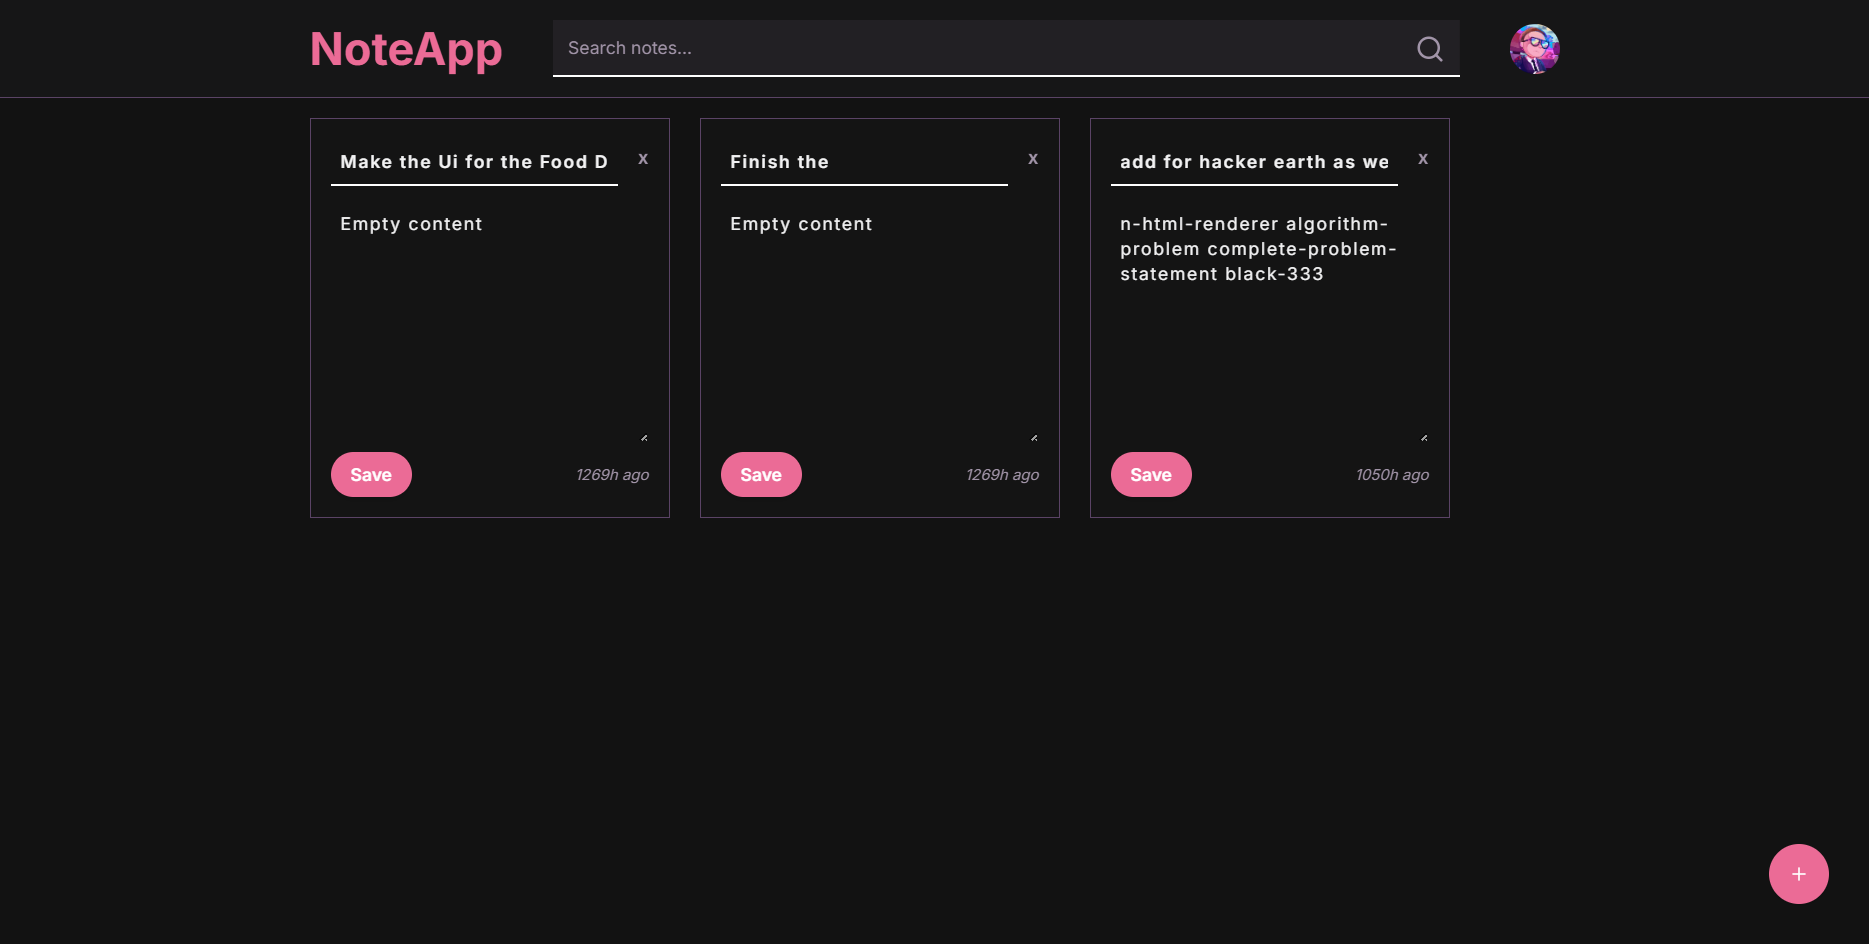 NoteApp
Search notes...
Make the Ui for the Food D
x
Empty content
Save
1269h ago
Finish the
x
Empty content
Save
1269h ago
add for hacker earth as we
x
n-html-renderer algorithm-
problem complete-problem-
statement black-333
Save
1050h ago
+